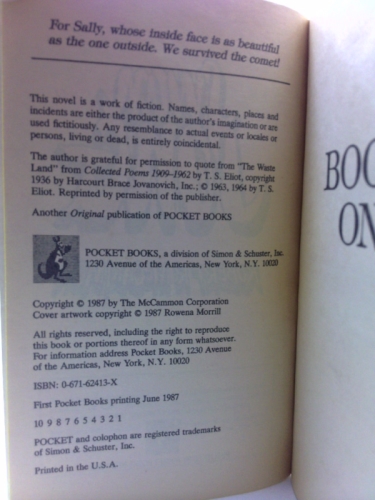 For Sally, whose inside face is as beautiful
as the one outside. We survived the comet!
This novel is a work of fiction. Names, characters, places and
incidents are either the product of the author's imagination or are
used fictitiously. Any resemblance to actual events or locales or
persons, living or dead, is entirely coincidental.
The author is grateful for permission to quote from "The Waste
Land" from Collected Poems 1909–1962 by T. S. Eliot, copyright
1936 by Harcourt Brace Jovanovich, Inc.; © 1963, 1964 by T. S.
Eliot. Reprinted by permission of the publisher.
Another Original publication of POCKET BOOKS
POCKET BOOKS, a division of Simon & Schuster, Inc.
1230 Avenue of the Americas, New York, NY 10020
Copyright © 1987 by The McCammon Corporation
Cover artwork copyright © 1987 Rowena Morrill
All rights reserved, including the right to reproduce
this book or portions thereof in any form whatsoever.
For information address Pocket Books, 1230 Avenue
of the Americas, New York, NY 10020
ISBN: 0-671-62413-X
First Pocket Books printing June 1987
10 9 8 7 6 5 4 3 2 1
POCKET and colophon are registered trademarks
of Simon & Schuster, Inc.
Printed in the U.S.A.
BOO
ON